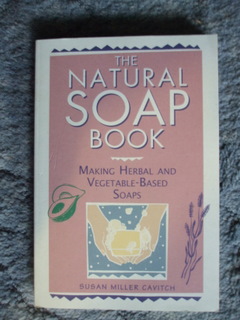 THE
NATURAL
SOAP
BOOK
MAKING HERBAL AND
VEGETABLE-BASED
SOAPS
SUSAN MILLER CAVITCH